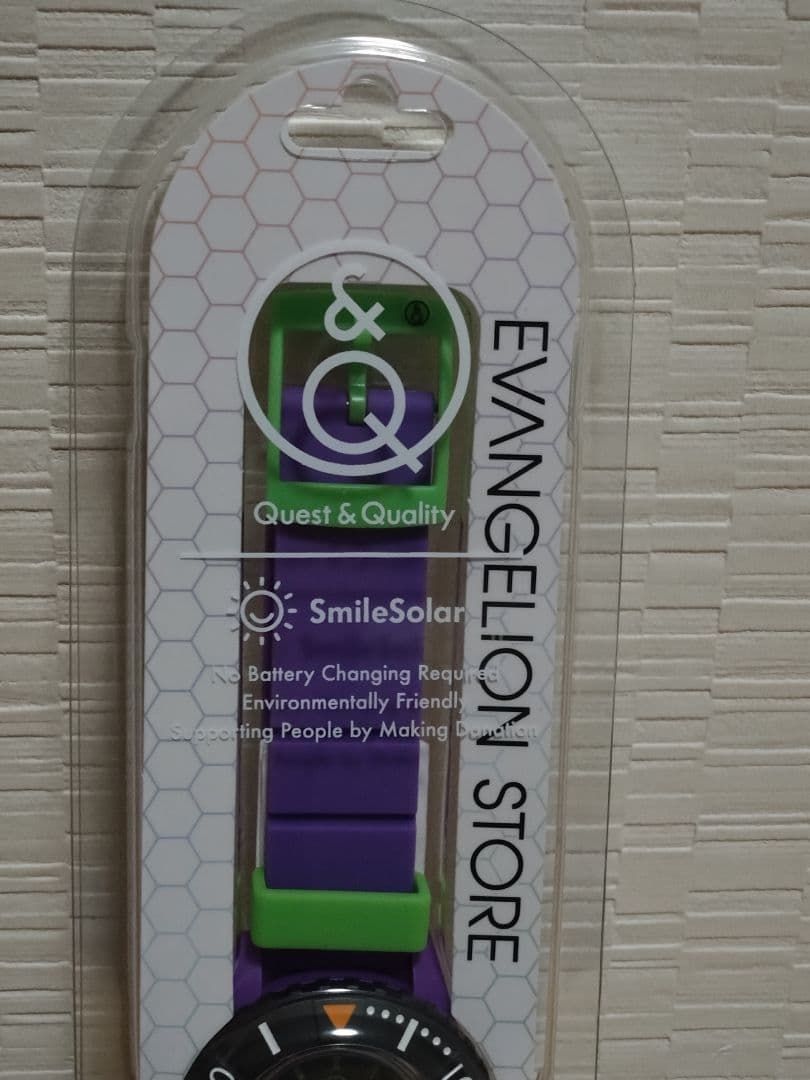 &
Q
Quest & Quality
SmileSolar
No Battery Changing Required
Environmentally Friendly
Supporting People by Making Donation
EVANGELION STORE